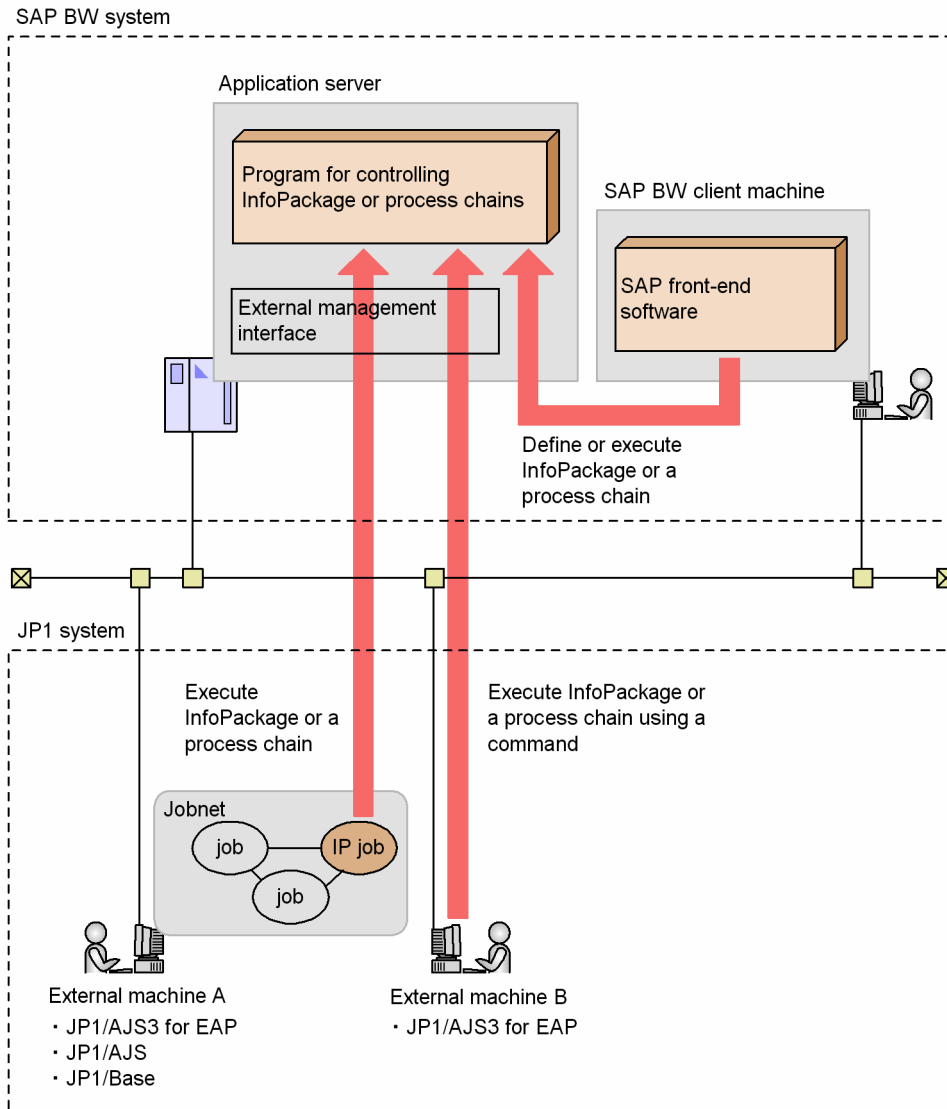 SAP BW system
Application server
Program for controlling
InfoPackage or process chains
SAP BW client machine
SAP front-end
software
External management
interface
Define or execute
InfoPackage or a
process chain
JP1 system
Execute
InfoPackage or a
process chain
Execute InfoPackage or
a process chain using a
command
Jobnet
job
IP job
job
External machine A
・JP1/AJS3 for EAP
・JP1/AJS
・JP1/Base
External machine B
・JP1/AJS3 for EAP